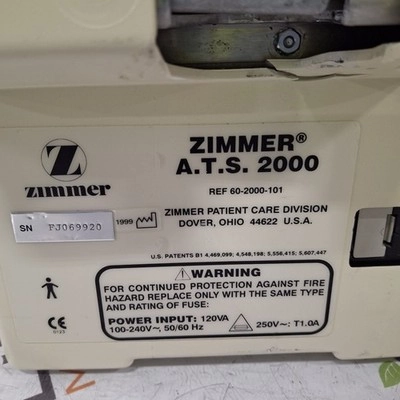 ZIMMER®
A.T.S. 2000
Z
zimmer
REF 60-2000-101
SN FJ069920
1999
ZIMMER PATIENT CARE DIVISION
DOVER, OHIO 44622 U.S.A.
U.S. PATENTS B1 4,469,099; 4,548,198; 5,556,415; 5,607,447
WARNING
FOR CONTINUED PROTECTION AGAINST FIRE
HAZARD REPLACE ONLY WITH THE SAME TYPE
AND RATING OF FUSE:
POWER INPUT: 120VA
100-240V~, 50/60 Hz
250V~: T1.0A
CE
0123